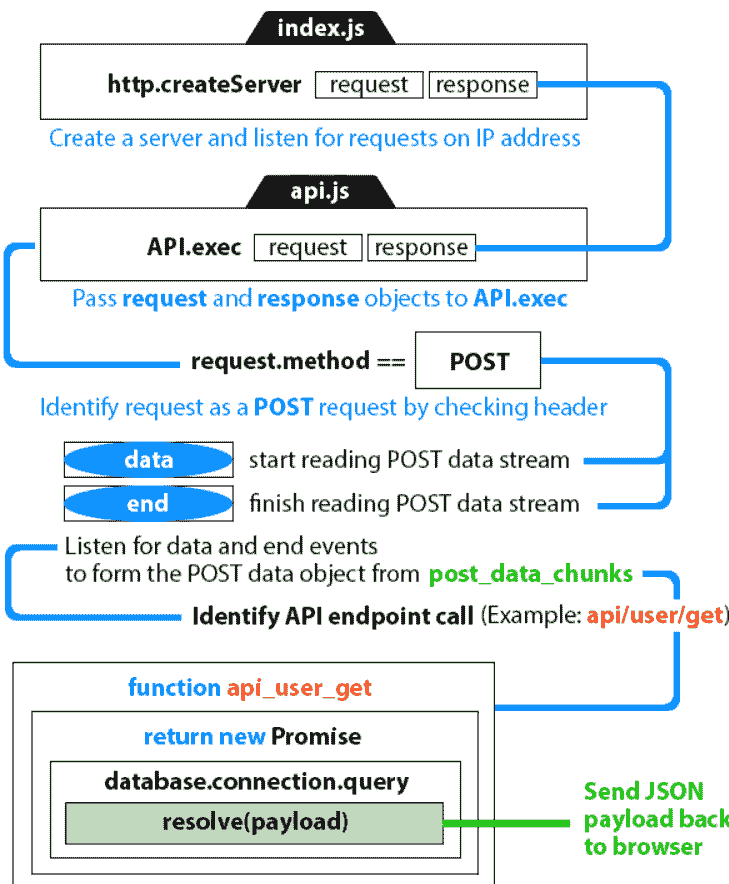 index.js
http.createServer request response
Create a server and listen for requests on IP address
api.js
API.exec request response
Pass request and response objects to API.exec
request.method == POST
Identify request as a POST request by checking header
data start reading POST data stream
end finish reading POST data stream
Listen for data and end events
to form the POST data object from post_data_chunks
Identify API endpoint call (Example: api/user/get)
function api_user_get
return new Promise
database.connection.query
resolve(payload)
Send JSON
payload back
to browser